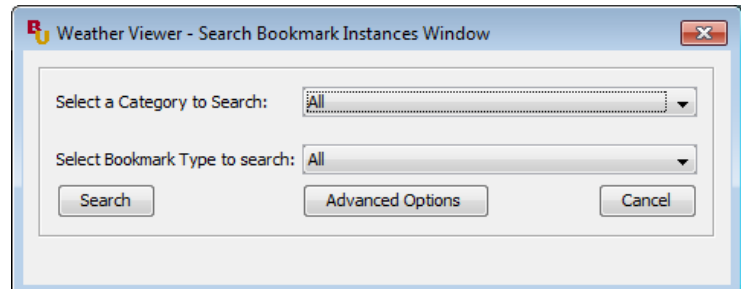 RU Weather Viewer - Search Bookmark Instances Window
Select a Category to Search: All
Select Bookmark Type to search: All
Search Advanced Options Cancel